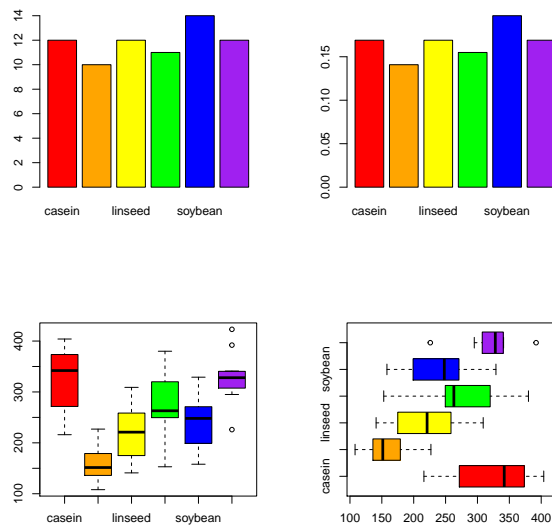 14
12
10
8
6
4
2
0
casein linseed soybean
0.15
0.10
0.05
0.00
casein linseed soybean
400
300
200
100
casein linseed soybean
soybean
linseed
casein
100 150 200 250 300 350 400